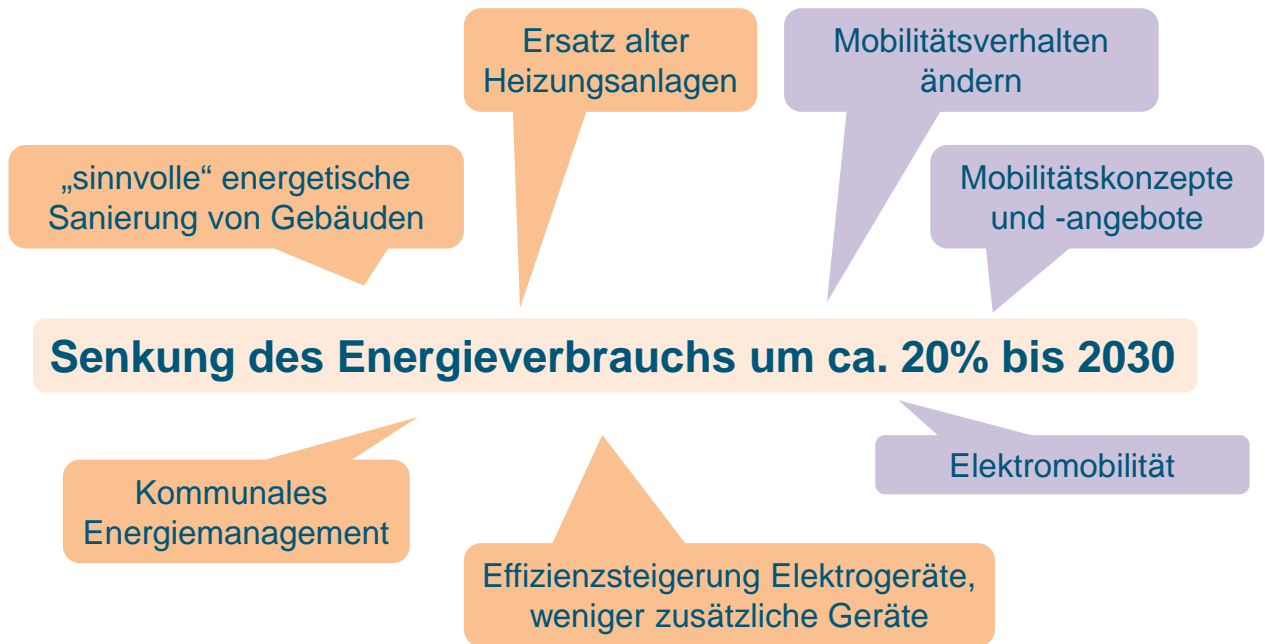 Ersatz alter
Heizungsanlagen
Mobilitätsverhalten
ändern
„sinnvolle“ energetische
Sanierung von Gebäuden
Mobilitätskonzepte
und -angebote
Senkung des Energieverbrauchs um ca. 20% bis 2030
Kommunales
Energiemanagement
Elektromobilität
Effizienzsteigerung Elektrogeräte,
weniger zusätzliche Geräte